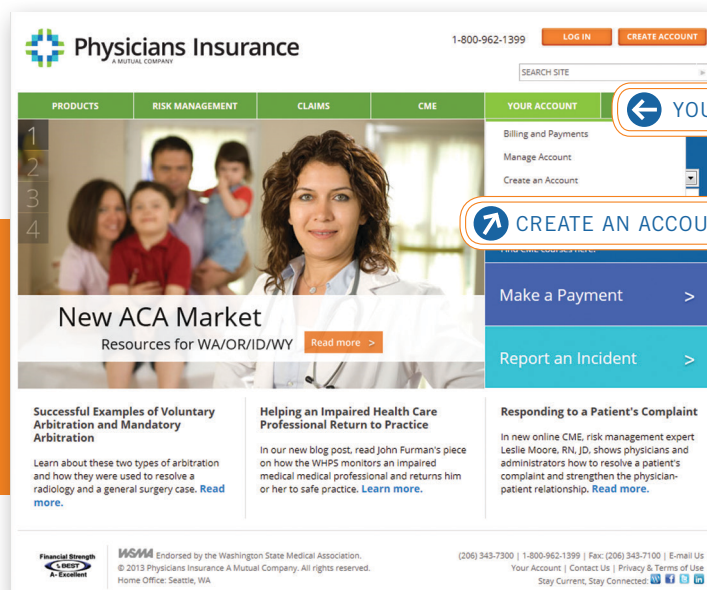 Physicians Insurance
A MUTUAL COMPANY
1-800-962-1399
LOG IN
CREATE ACCOUNT
SEARCH SITE
PRODUCTS
RISK MANAGEMENT
CLAIMS
CME
YOUR ACCOUNT
YOU
Billing and Payments
Manage Account
Create an Account
CREATE AN ACCOU
Find CME courses here.
1
2
3
4
New ACA Market
Resources for WA/OR/ID/WY
Read more >
Make a Payment >
Report an Incident >
Successful Examples of Voluntary
Arbitration and Mandatory
Arbitration
Learn about these two types of arbitration
and how they were used to resolve a
radiology and a general surgery case. Read
more.
Helping an Impaired Health Care
Professional Return to Practice
In our new blog post, read John Furman's piece
on how the WHPS monitors an impaired
medical medical professional and returns him
or her to safe practice. Learn more.
Responding to a Patient's Complaint
In new online CME, risk management expert
Leslie Moore, RN, JD, shows physicians and
administrators how to resolve a patient's
complaint and strengthen the physician-
patient relationship. Read more.
Financial Strength
BEST
A- Excellent
WSMA Endorsed by the Washington State Medical Association.
© 2013 Physicians Insurance A Mutual Company. All rights reserved.
Home Office: Seattle, WA
(206) 343-7300 | 1-800-962-1399 | Fax: (206) 343-7100 | E-mail Us
Your Account | Contact Us | Privacy & Terms of Use
Stay Current, Stay Connected: